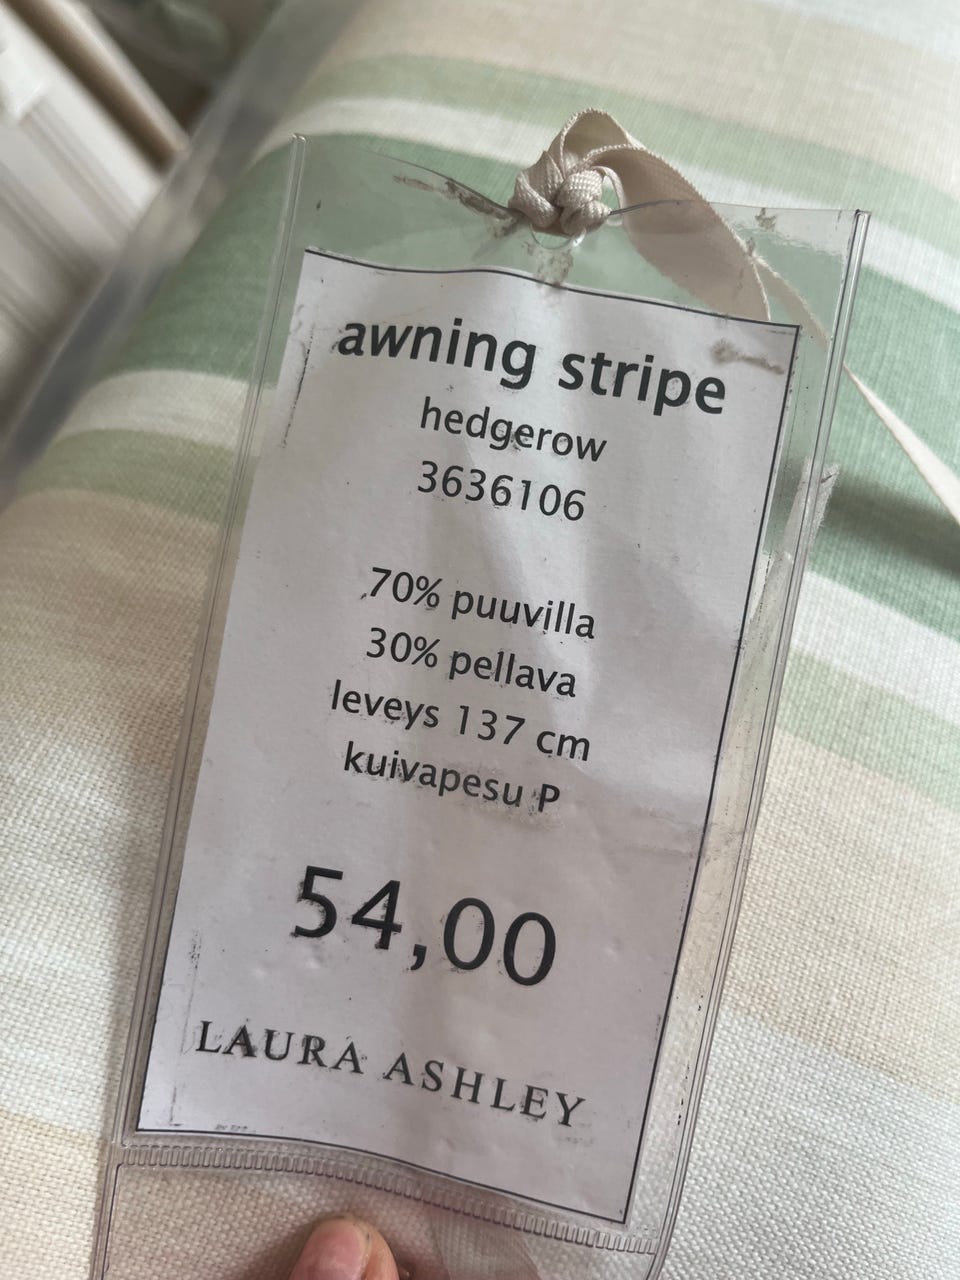 awning stripe
hedgerow
3636106
70% puuvilla
30% pellava
leveys 137 cm
kuivapesu P
54,00
LAURA ASHLEY